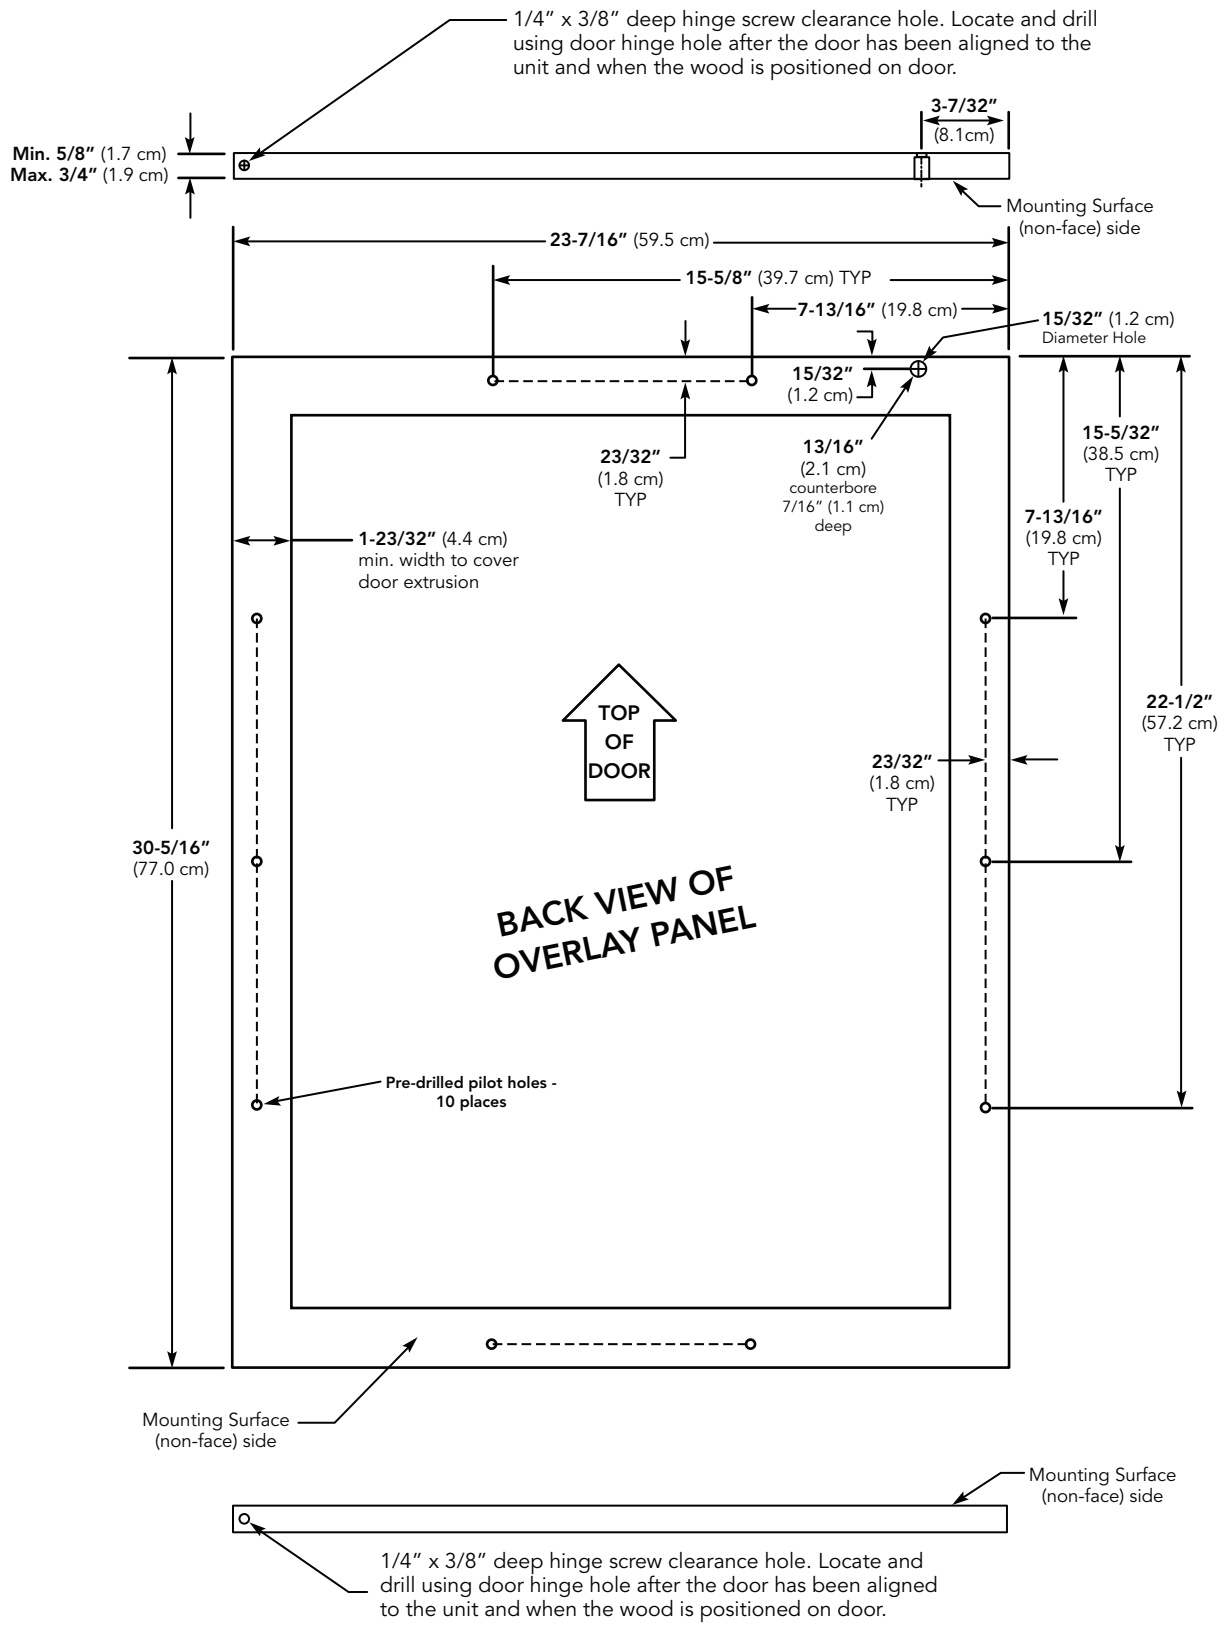 1/4” x 3/8” deep hinge screw clearance hole. Locate and drill
using door hinge hole after the door has been aligned to the
unit and when the wood is positioned on door.
3-7/32”
(8.1cm)
Min. 5/8” (1.7 cm)
Max. 3/4” (1.9 cm)
Mounting Surface
(non-face) side
23-7/16” (59.5 cm)
15-5/8” (39.7 cm) TYP
7-13/16” (19.8 cm)
15/32” (1.2 cm)
Diameter Hole
15/32”
(1.2 cm)
13/16”
(2.1 cm)
counterbore
7/16” (1.1 cm)
deep
23/32”
(1.8 cm)
TYP
15-5/32”
(38.5 cm)
TYP
7-13/16”
(19.8 cm)
TYP
1-23/32” (4.4 cm)
min. width to cover
door extrusion
TOP
OF
DOOR
22-1/2”
(57.2 cm)
TYP
23/32”
(1.8 cm)
TYP
30-5/16”
(77.0 cm)
BACK VIEW OF
OVERLAY PANEL
Pre-drilled pilot holes -
10 places
Mounting Surface
(non-face) side
Mounting Surface
(non-face) side
1/4” x 3/8” deep hinge screw clearance hole. Locate and
drill using door hinge hole after the door has been aligned
to the unit and when the wood is positioned on door.